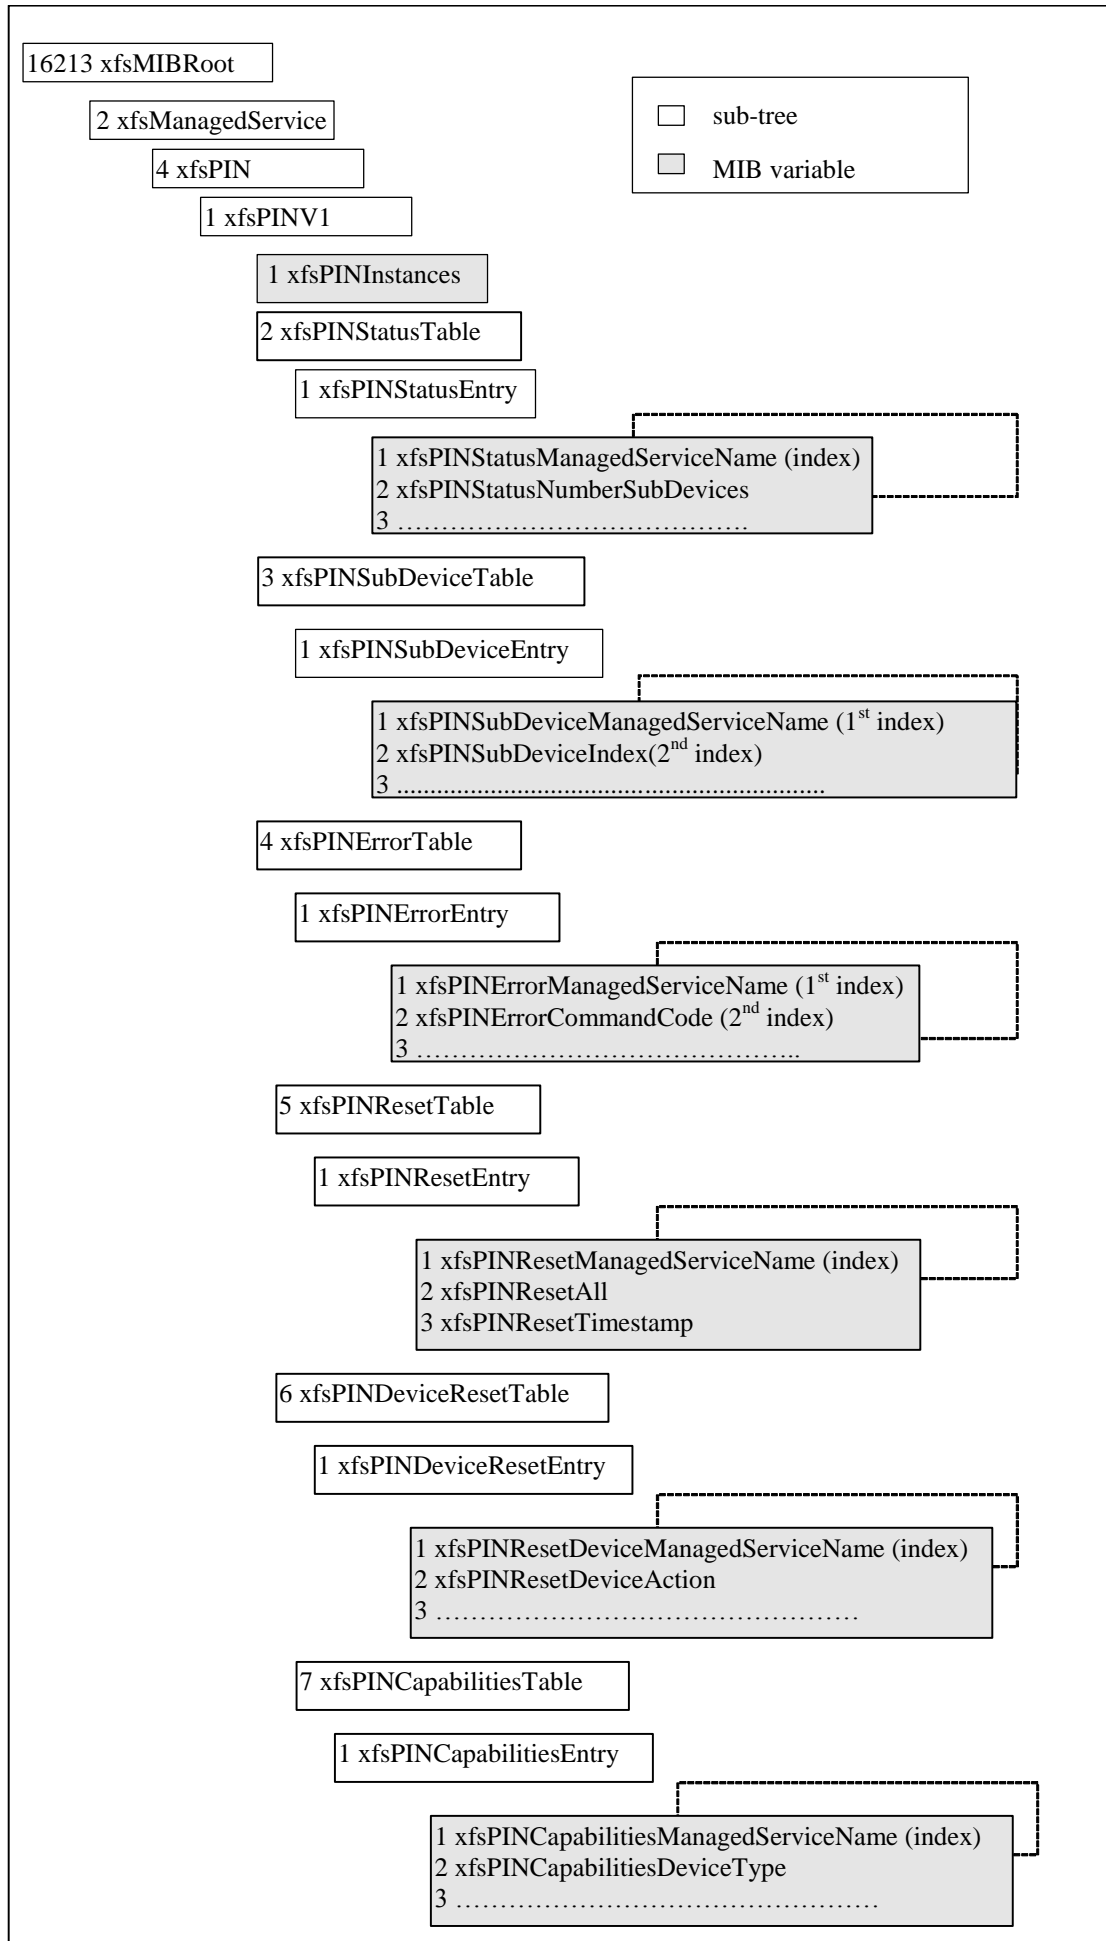 16213 xfsMIBRoot
2 xfsManagedService
sub-tree
MIB variable
4 xfsPIN
1 xfsPINV1
1 xfsPINInstances
2 xfsPINStatusTable
1 xfsPINStatusEntry
1 xfsPINStatusManagedServiceName (index)
2 xfsPINStatusNumberSubDevices
3 ………………………………….
3 xfsPINSubDeviceTable
1 xfsPINSubDeviceEntry
1 xfsPINSubDeviceManagedServiceName (1st index)
2 xfsPINSubDeviceIndex(2nd index)
3 ................................................................
4 xfsPINErrorTable
1 xfsPINErrorEntry
1 xfsPINErrorManagedServiceName (1st index)
2 xfsPINErrorCommandCode (2nd index)
3 ……………………………………..
5 xfsPINResetTable
1 xfsPINResetEntry
1 xfsPINResetManagedServiceName (index)
2 xfsPINResetAll
3 xfsPINResetTimestamp
6 xfsPINDeviceResetTable
1 xfsPINDeviceResetEntry
1 xfsPINResetDeviceManagedServiceName (index)
2 xfsPINResetDeviceAction
3 …………………………………………
7 xfsPINCapabilitiesTable
1 xfsPINCapabilitiesEntry
1 xfsPINCapabilitiesManagedServiceName (index)
2 xfsPINCapabilitiesDeviceType
3 …………………………………………